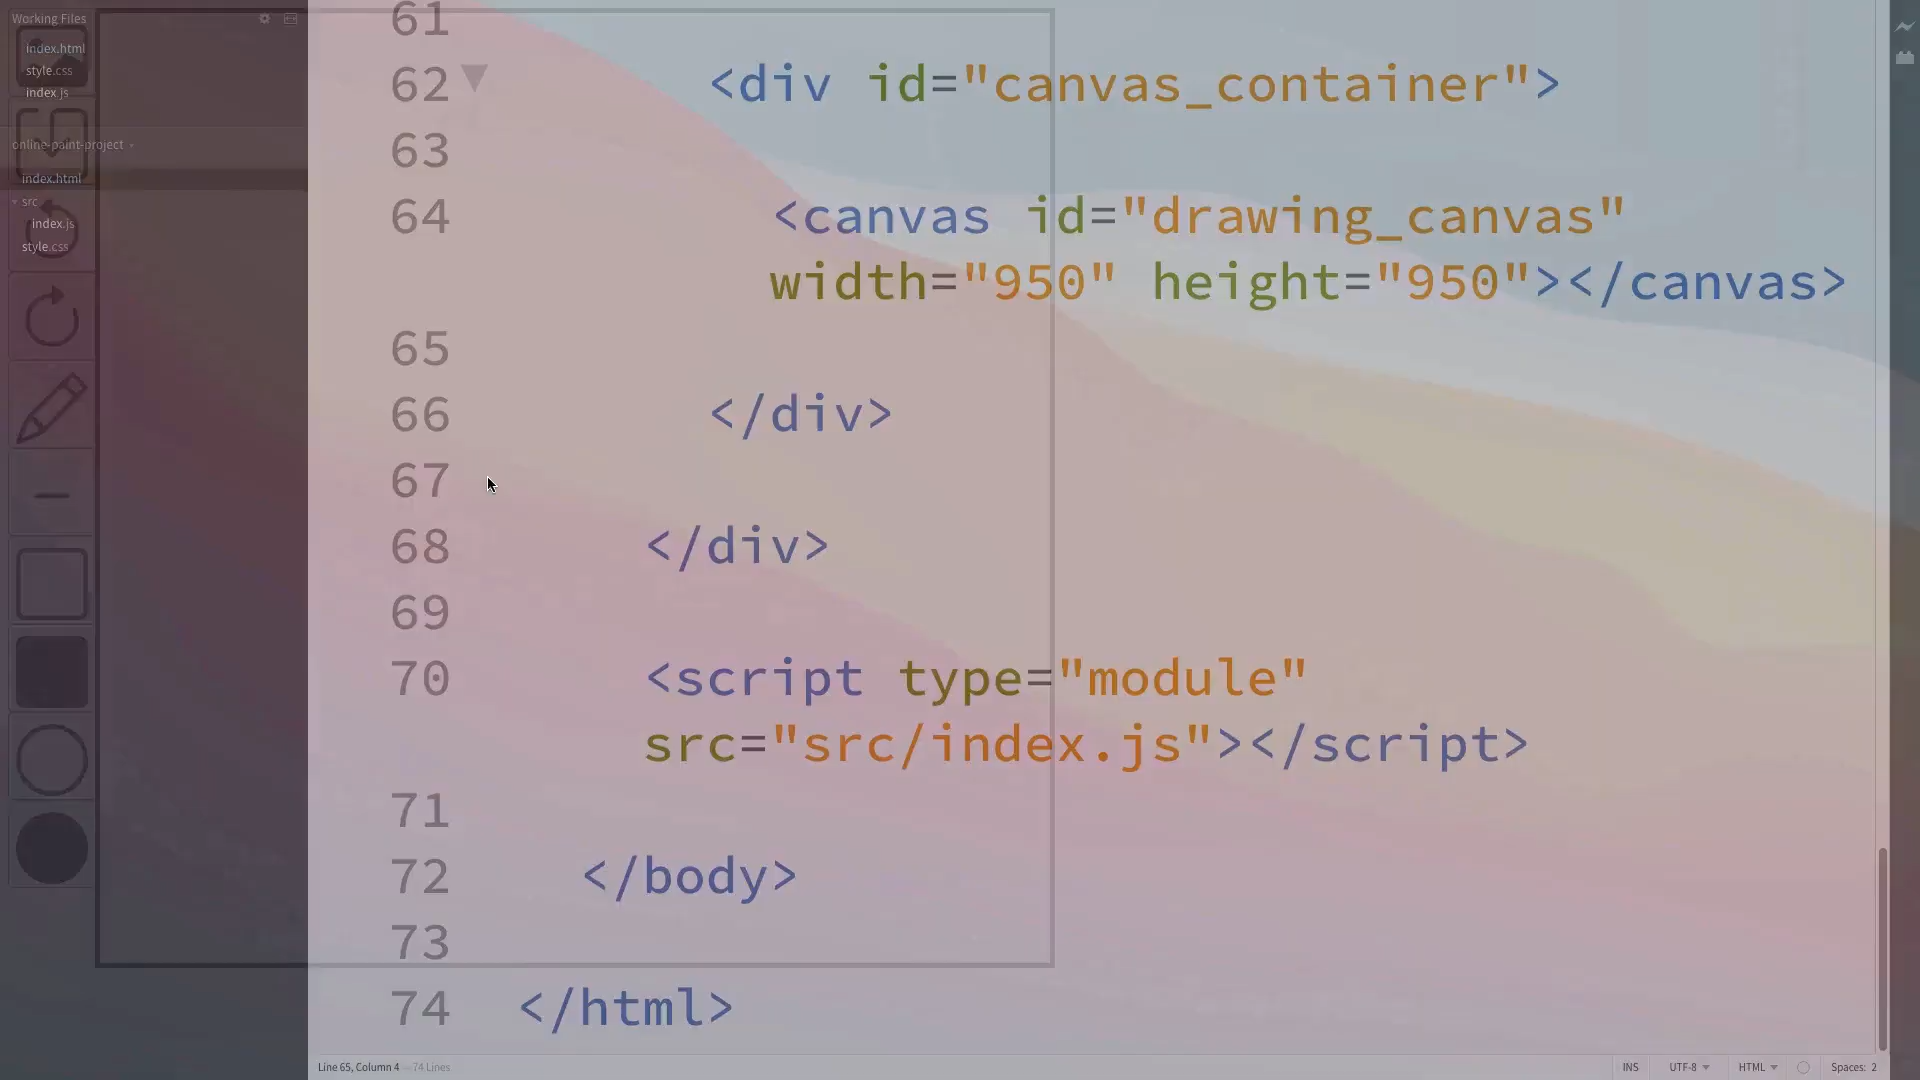 Working Files
index.html
style.css
index.js
online-paint-project
index.html
src
index.js
style.css
61
62 <div id="canvas_container">
63
64 <canvas id="drawing_canvas"
width="950" height="950"></canvas>
65
66 </div>
67
68 </div>
69
70 <script type="module"
src="src/index.js"></script>
71
72 </body>
73
74 </html>
Line 65, Column 4 — 74 Lines
INS UTF-8 HTML Spaces: 2